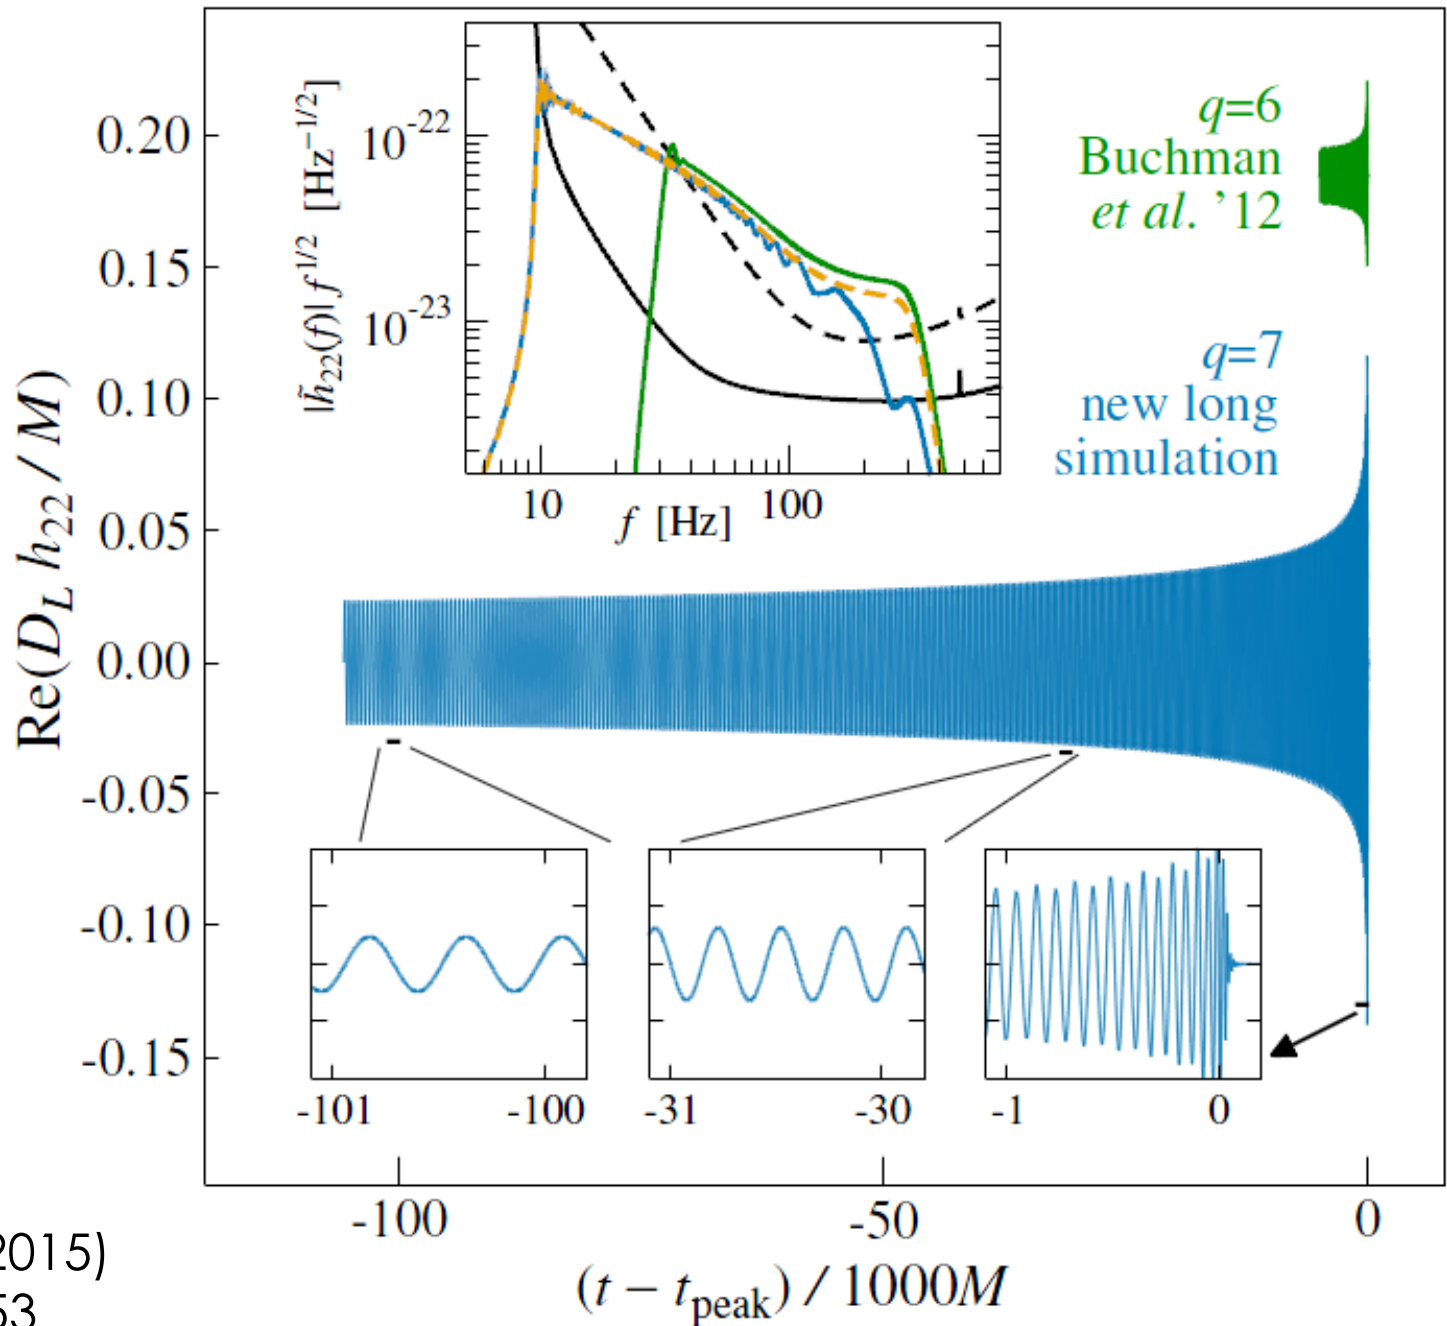 10⁻²²
10⁻²³
|h̃₂₂(f)| f^{1/2} [Hz^{−1/2}]
10
100
f [Hz]
q=6
Buchman
et al. ’12
q=7
new long
simulation
0.20
0.15
0.10
0.05
0.00
-0.05
-0.10
-0.15
Re(D_L h₂₂ / M)
-101
-100
-31
-30
-1
0
-100
-50
0
(t − t_peak) / 1000M
2015)
53